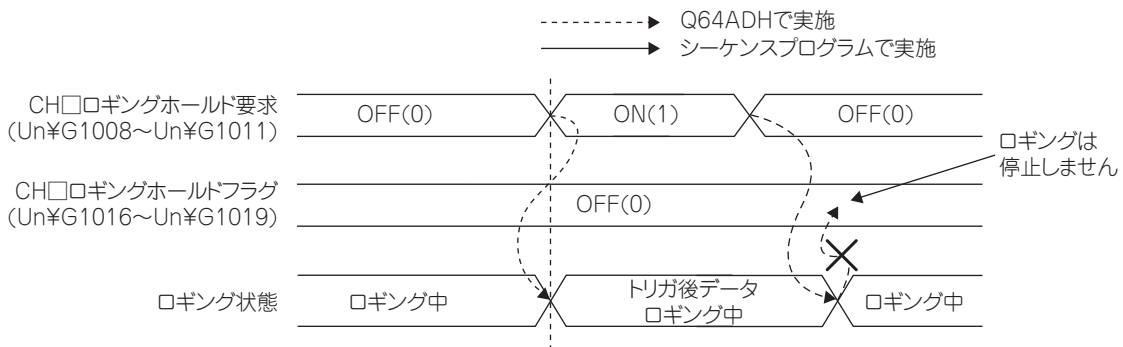 Q64ADHで実施
シーケンスプログラムで実施
CH□ロギングホールド要求
(Un¥G1008～Un¥G1011)
OFF(0)
ON(1)
OFF(0)
ロギングは
停止しません
CH□ロギングホールドフラグ
(Un¥G1016～Un¥G1019)
OFF(0)
ロギング状態
ロギング中
トリガ後データ
ロギング中
ロギング中